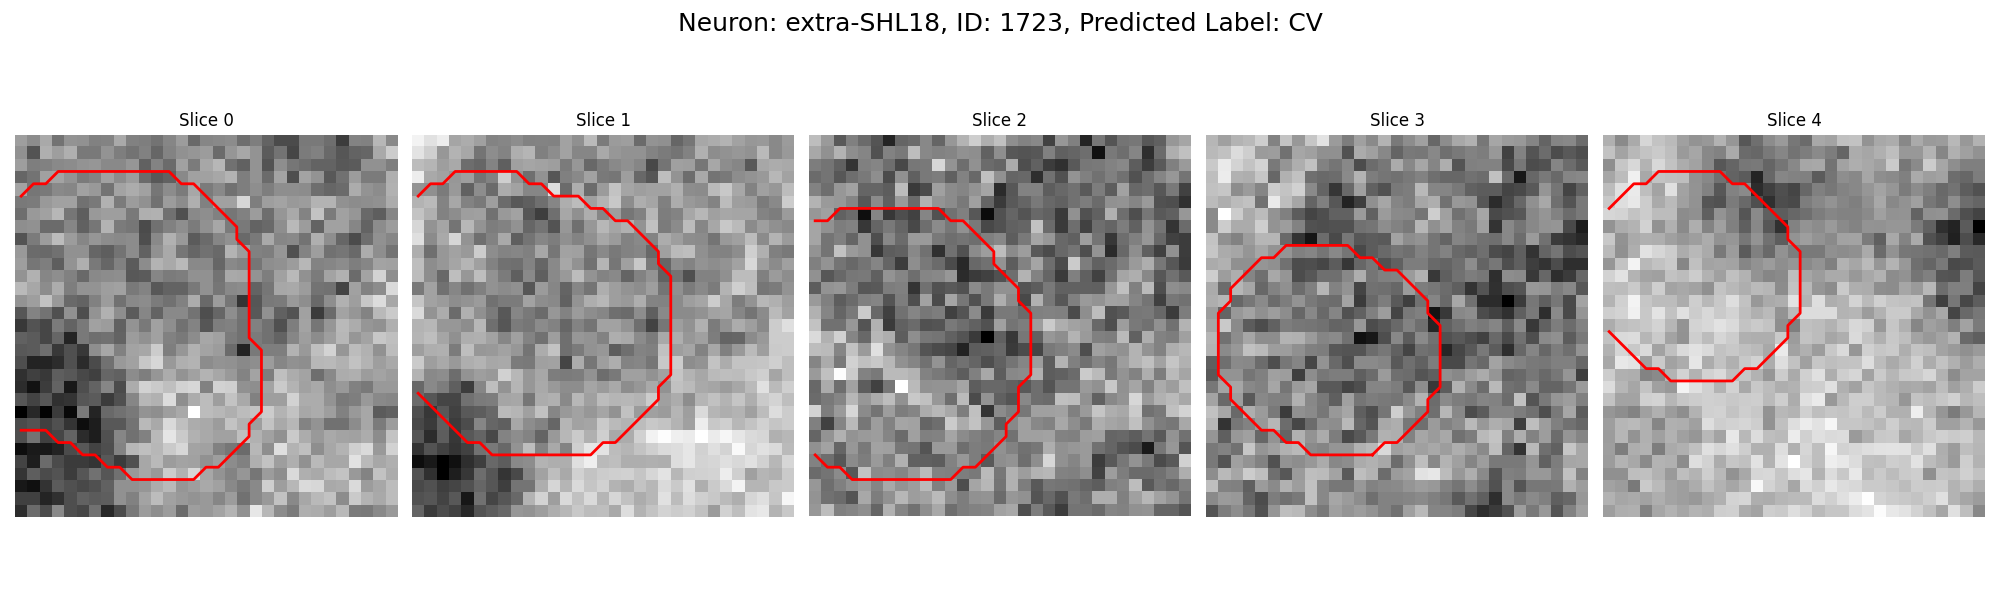 Neuron: extra-SHL18, ID: 1723, Predicted Label: CV
Slice 0
Slice 1
Slice 2
Slice 3
Slice 4